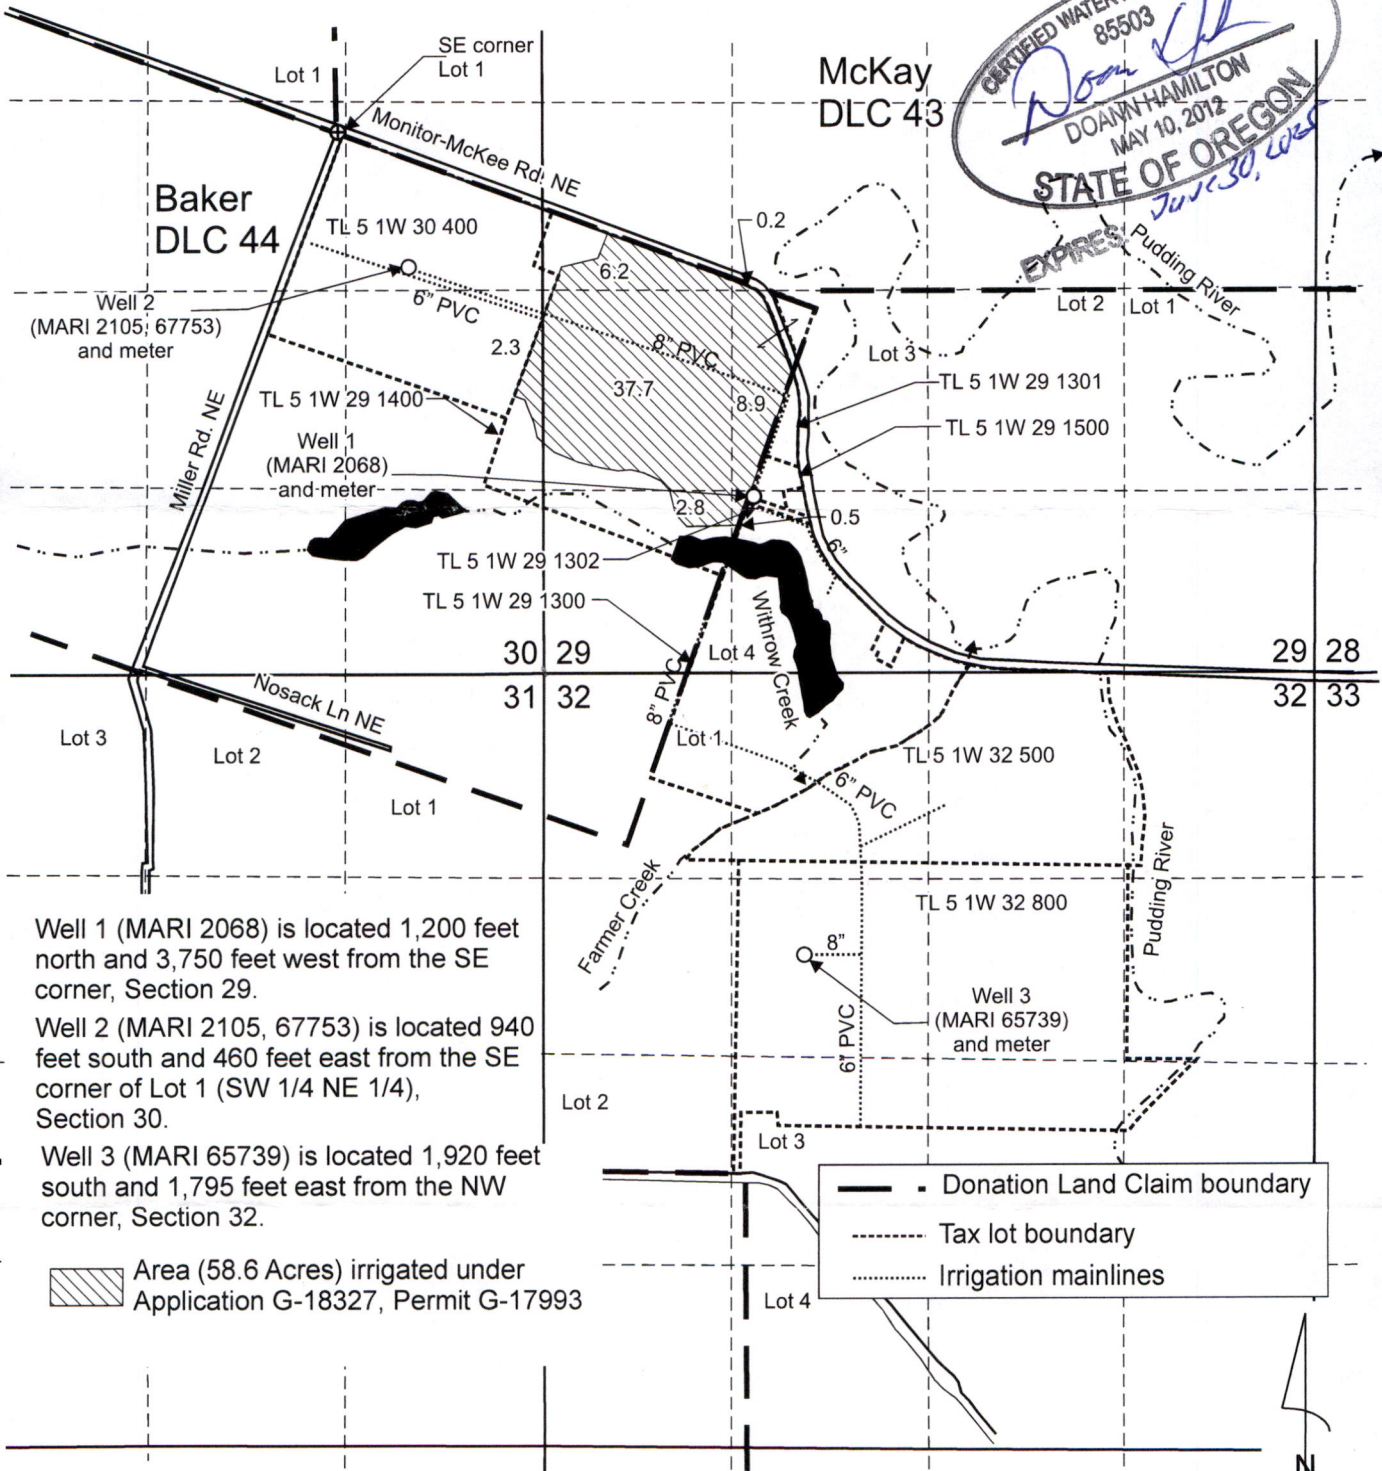 SE corner
Lot 1
Lot 1
McKay
DLC 43
CERTIFIED WATER
85503
DOANN HAMILTON
MAY 10, 2012
STATE OF OREGON
EXPIRES:
June 30, 2025
Monitor-McKee Rd. NE
Baker
DLC 44
TL 5 1W 30 400
0.2
Pudding River
6.2
Well 2
(MARI 2105, 67753)
and meter
6" PVC
Lot 2
Lot 1
2.3
8" PVC
Lot 3
37.7
8.9
TL 5 1W 29 1301
TL 5 1W 29 1400
TL 5 1W 29 1500
Miller Rd. NE
Well 1
(MARI 2068)
and meter
2.8
0.5
6"
TL 5 1W 29 1302
TL 5 1W 29 1300
Withrow Creek
30 29
31 32
Lot 4
29 28
32 33
8" PVC
Nosack Ln NE
Lot 3
Lot 2
Lot 1
Lot 1
TL 5 1W 32 500
6" PVC
Farmer Creek
Pudding River
TL 5 1W 32 800
8"
Well 3
(MARI 65739)
and meter
6" PVC
Well 1 (MARI 2068) is located 1,200 feet
north and 3,750 feet west from the SE
corner, Section 29.
Well 2 (MARI 2105, 67753) is located 940
feet south and 460 feet east from the SE
corner of Lot 1 (SW 1/4 NE 1/4),
Section 30.
Well 3 (MARI 65739) is located 1,920 feet
south and 1,795 feet east from the NW
corner, Section 32.
Lot 2
Lot 3
Donation Land Claim boundary
Tax lot boundary
Irrigation mainlines
Area (58.6 Acres) irrigated under
Application G-18327, Permit G-17993
Lot 4
N